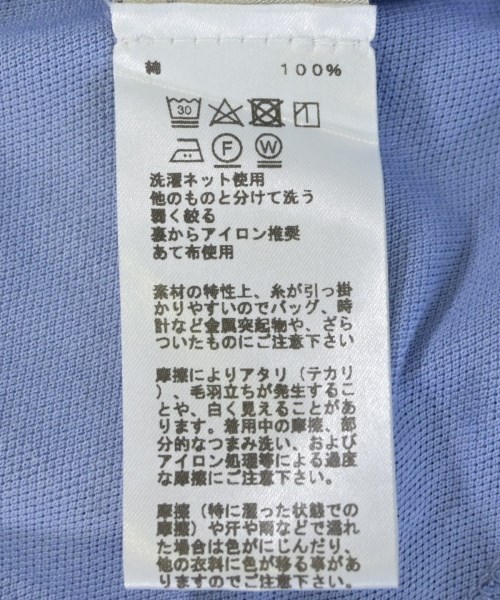 綿 100%
30
F W
洗濯ネット使用
他のものと分けて洗う
弱く絞る
裏からアイロン推奨
あて布使用
素材の特性上、糸が引っ掛
かりやすいのでバッグ、時
計など金属突起物や、ざら
ついたものにご注意下さい
摩擦によりアタリ（テカリ
）、毛羽立ちが発生するこ
とや、白く見えることがあ
ります。着用中の摩擦、部
分的なつまみ洗い、および
アイロン処理等による過度
な摩擦にご注意下さい。
摩擦（特に湿った状態での
摩擦）や汗や雨などで濡れ
た場合は色がにじんだり、
他の衣料に色が移る事があ
りますのでご注意下さい